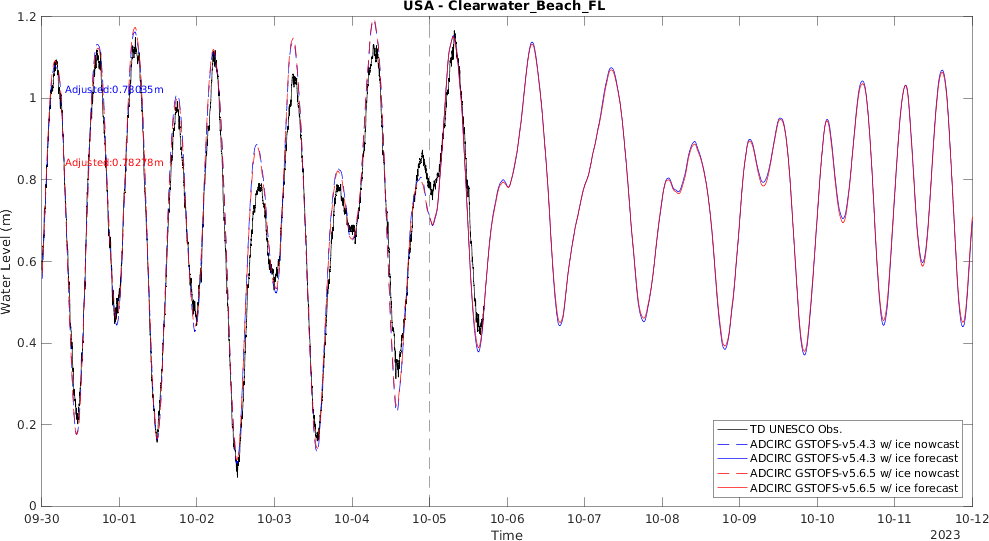 USA - Clearwater_Beach_FL
1.2
1
0.8
0.6
0.4
0.2
0
Water Level (m)
Adjusted:0.78035m
Adjusted:0.78278m
TD UNESCO Obs.
ADCIRC GSTOFS-v5.4.3 w/ ice nowcast
ADCIRC GSTOFS-v5.4.3 w/ ice forecast
ADCIRC GSTOFS-v5.6.5 w/ ice nowcast
ADCIRC GSTOFS-v5.6.5 w/ ice forecast
09-30 10-01 10-02 10-03 10-04 10-05 10-06 10-07 10-08 10-09 10-10 10-11 10-12
Time
2023